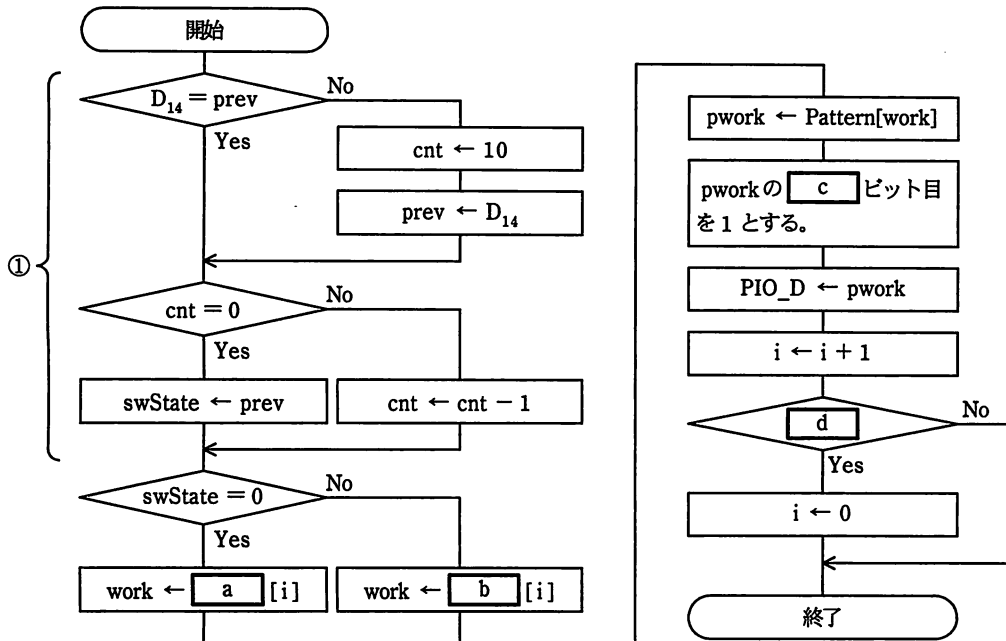 開始
①
D₁₄ = prev
No
Yes
cnt ← 10
prev ← D₁₄
cnt = 0
No
Yes
swState ← prev
cnt ← cnt − 1
swState = 0
No
Yes
work ← a [i]
work ← b [i]
pwork ← Pattern[work]
pworkの c ビット目
を1とする。
PIO_D ← pwork
i ← i + 1
d
No
Yes
i ← 0
終了